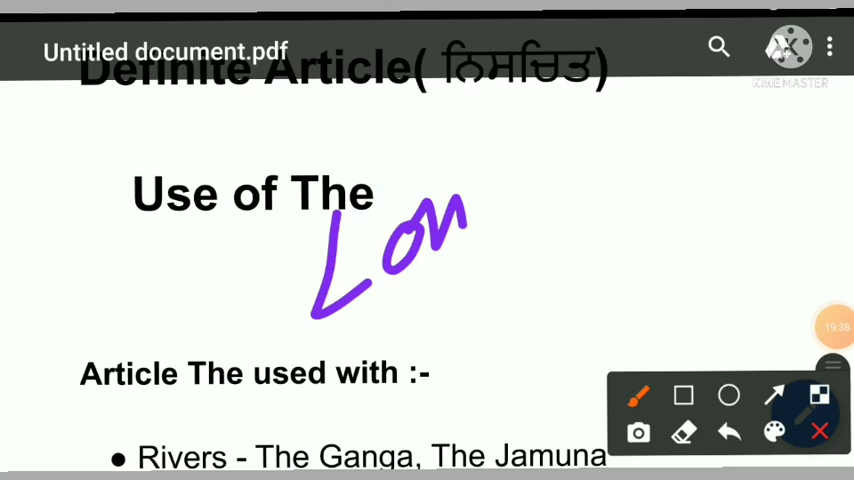 Untitled document.pdf
KINEMASTER
Definite Article( ਨਿਸਚਿਤ)
Use of The
Lon
19:38
Article The used with :-
● Rivers - The Ganga, The Jamuna